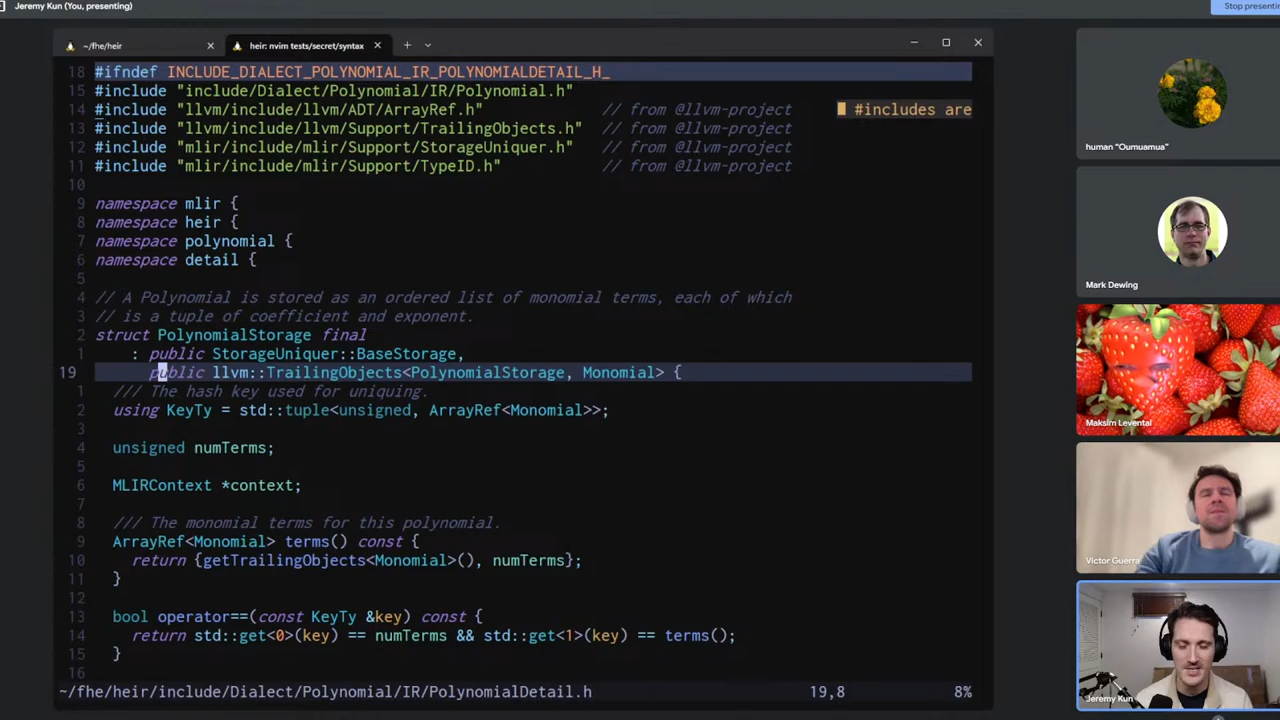 Jeremy Kun (You, presenting)
Stop presenting
~/fhe/heir
heir: nvim tests/secret/syntax
18 #ifndef INCLUDE_DIALECT_POLYNOMIAL_IR_POLYNOMIALDETAIL_H_
15 #include "include/Dialect/Polynomial/IR/Polynomial.h"
14 #include "llvm/include/llvm/ADT/ArrayRef.h" // from @llvm-project #includes are
13 #include "llvm/include/llvm/Support/TrailingObjects.h" // from @llvm-project
12 #include "mlir/include/mlir/Support/StorageUniquer.h" // from @llvm-project
11 #include "mlir/include/mlir/Support/TypeID.h" // from @llvm-project
10
9 namespace mlir {
8 namespace heir {
7 namespace polynomial {
6 namespace detail {
5
4 // A Polynomial is stored as an ordered list of monomial terms, each of which
3 // is a tuple of coefficient and exponent.
2 struct PolynomialStorage final
1 : public StorageUniquer::BaseStorage,
19 public llvm::TrailingObjects<PolynomialStorage, Monomial> {
1 /// The hash key used for uniquing.
2 using KeyTy = std::tuple<unsigned, ArrayRef<Monomial>>;
3
4 unsigned numTerms;
5
6 MLIRContext *context;
7
8 /// The monomial terms for this polynomial.
9 ArrayRef<Monomial> terms() const {
10 return {getTrailingObjects<Monomial>(), numTerms};
11 }
12
13 bool operator==(const KeyTy &key) const {
14 return std::get<0>(key) == numTerms && std::get<1>(key) == terms();
15 }
16
~/fhe/heir/include/Dialect/Polynomial/IR/PolynomialDetail.h 19,8 8%
human "Oumuamua"
Mark Dewing
Maksim Levental
Victor Guerra
Jeremy Kun